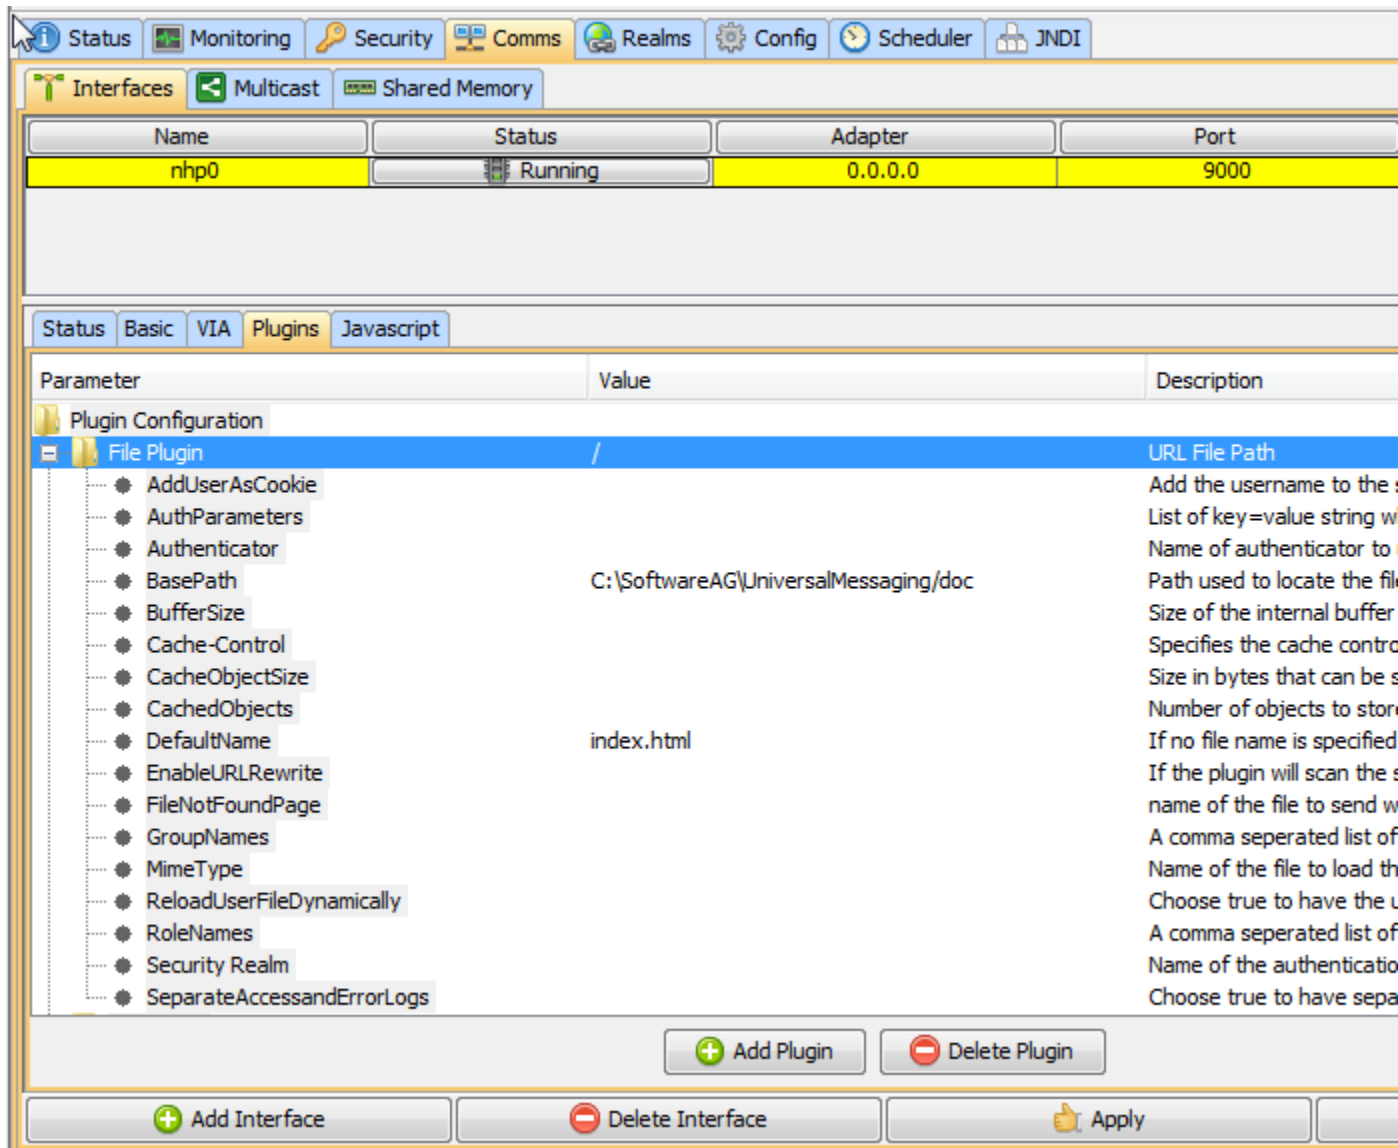 Status Monitoring Security Comms Realms Config Scheduler JNDI
Interfaces Multicast Shared Memory
Name Status Adapter Port
nhp0 Running 0.0.0.0 9000
Status Basic VIA Plugins Javascript
Parameter Value Description
Plugin Configuration
File Plugin / URL File Path
AddUserAsCookie Add the username to the
AuthParameters List of key=value string
Authenticator Name of authenticator to
BasePath C:\SoftwareAG\UniversalMessaging/doc Path used to locate the
BufferSize Size of the internal buffer
Cache-Control Specifies the cache
CacheObjectSize Size in bytes that can be
CachedObjects Number of objects to
DefaultName index.html If no file name is specified
EnableURLRewrite If the plugin will scan the
FileNotFoundPage name of the file to send
GroupNames A comma seperated list of
MimeType Name of the file to load
ReloadUserFileDynamically Choose true to have the
RoleNames A comma seperated list of
Security Realm Name of the
SeparateAccessandErrorLogs Choose true to have
Add Plugin Delete Plugin
Add Interface Delete Interface Apply